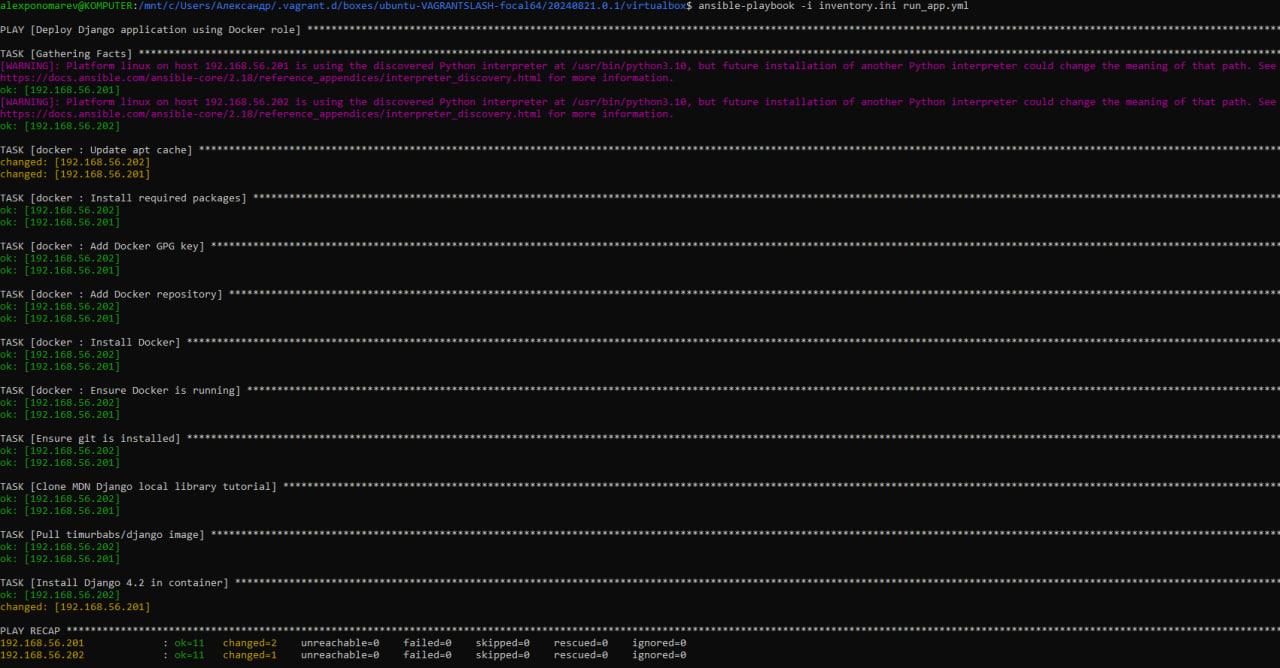 alexponomarev@KOMPUTER:/mnt/c/Users/Александр/.vagrant.d/boxes/ubuntu-VAGRANTSLASH-focal64/20240821.0.1/virtualbox$ ansible-playbook -i inventory.ini run_app.yml
PLAY [Deploy Django application using Docker role] ******************************************************************************************************************************************************************
TASK [Gathering Facts] **********************************************************************************************************************************************************************************************
[WARNING]: Platform linux on host 192.168.56.201 is using the discovered Python interpreter at /usr/bin/python3.10, but future installation of another Python interpreter could change the meaning of that path. See
https://docs.ansible.com/ansible-core/2.18/reference_appendices/interpreter_discovery.html for more information.
ok: [192.168.56.201]
[WARNING]: Platform linux on host 192.168.56.202 is using the discovered Python interpreter at /usr/bin/python3.10, but future installation of another Python interpreter could change the meaning of that path. See
https://docs.ansible.com/ansible-core/2.18/reference_appendices/interpreter_discovery.html for more information.
ok: [192.168.56.202]
TASK [docker : Update apt cache] ************************************************************************************************************************************************************************************
changed: [192.168.56.202]
changed: [192.168.56.201]
TASK [docker : Install required packages] ***************************************************************************************************************************************************************************
ok: [192.168.56.202]
ok: [192.168.56.201]
TASK [docker : Add Docker GPG key] **********************************************************************************************************************************************************************************
ok: [192.168.56.202]
ok: [192.168.56.201]
TASK [docker : Add Docker repository] *******************************************************************************************************************************************************************************
ok: [192.168.56.202]
ok: [192.168.56.201]
TASK [docker : Install Docker] **************************************************************************************************************************************************************************************
ok: [192.168.56.202]
ok: [192.168.56.201]
TASK [docker : Ensure Docker is running] ****************************************************************************************************************************************************************************
ok: [192.168.56.202]
ok: [192.168.56.201]
TASK [Ensure git is installed] **************************************************************************************************************************************************************************************
ok: [192.168.56.202]
ok: [192.168.56.201]
TASK [Clone MDN Django local library tutorial] **********************************************************************************************************************************************************************
ok: [192.168.56.202]
ok: [192.168.56.201]
TASK [Pull timurbabs/django image] **********************************************************************************************************************************************************************************
ok: [192.168.56.202]
ok: [192.168.56.201]
TASK [Install Django 4.2 in container] ******************************************************************************************************************************************************************************
ok: [192.168.56.202]
changed: [192.168.56.201]
PLAY RECAP **********************************************************************************************************************************************************************************************************
192.168.56.201             : ok=11   changed=2    unreachable=0    failed=0    skipped=0    rescued=0    ignored=0
192.168.56.202             : ok=11   changed=1    unreachable=0    failed=0    skipped=0    rescued=0    ignored=0